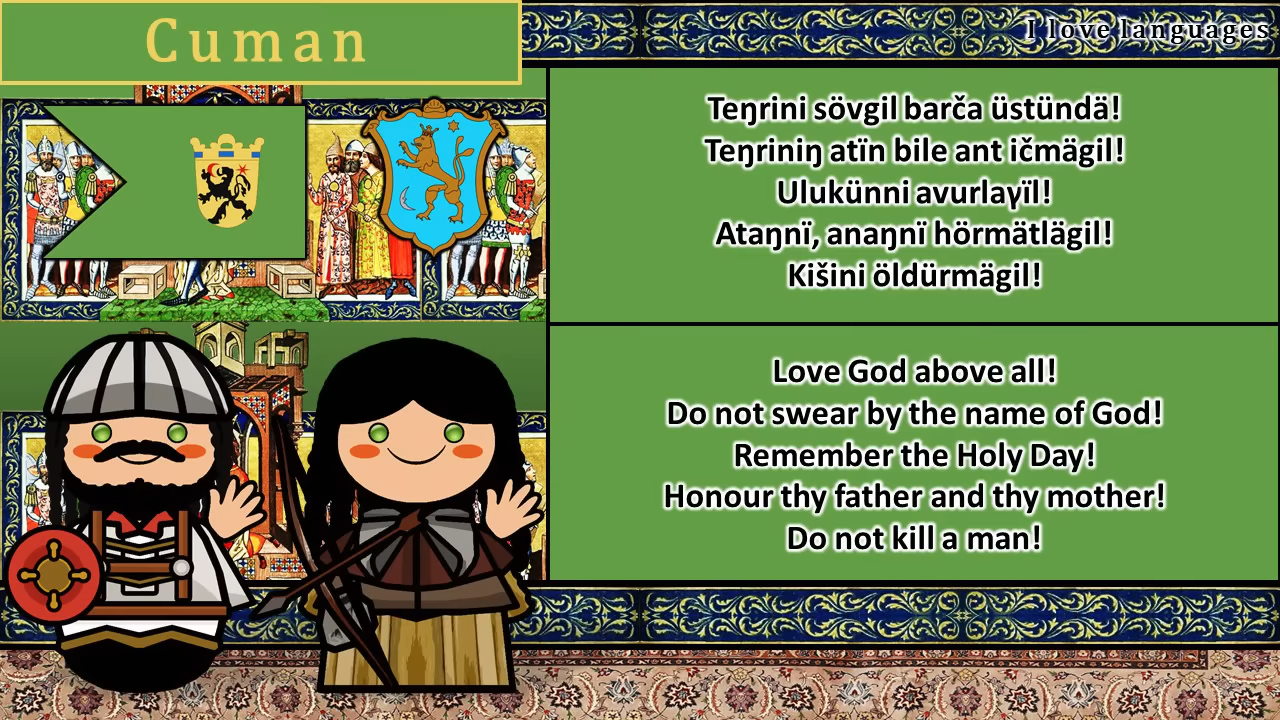 Cuman
I love languages
Teŋrini sövgil barča üstündä!
Teŋriniŋ atïn bile ant ičmägil!
Ulukünni avurlaγïl!
Ataŋnï, anaŋnï hörmätlägil!
Kišini öldürmägil!
Love God above all!
Do not swear by the name of God!
Remember the Holy Day!
Honour thy father and thy mother!
Do not kill a man!